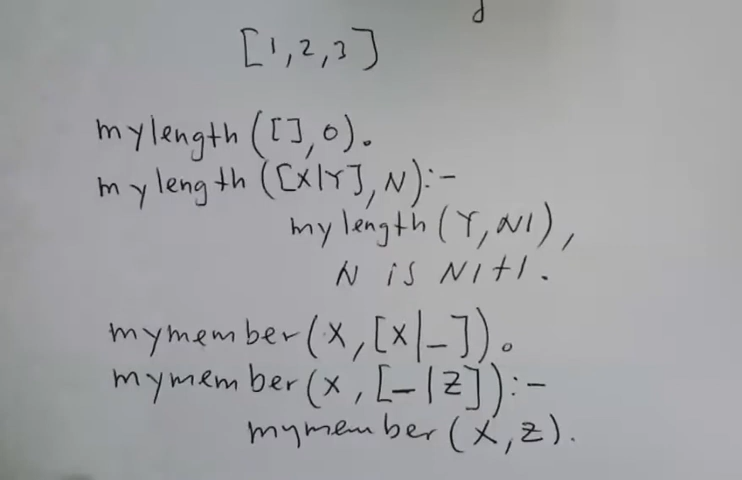 [1,2,3]
mylength([],0).
mylength([X|Y],N):-
mylength(Y,N1),
N is N1+1.
mymember(X,[X|_]).
mymember(X,[_|Z]):-
mymember(X,Z).